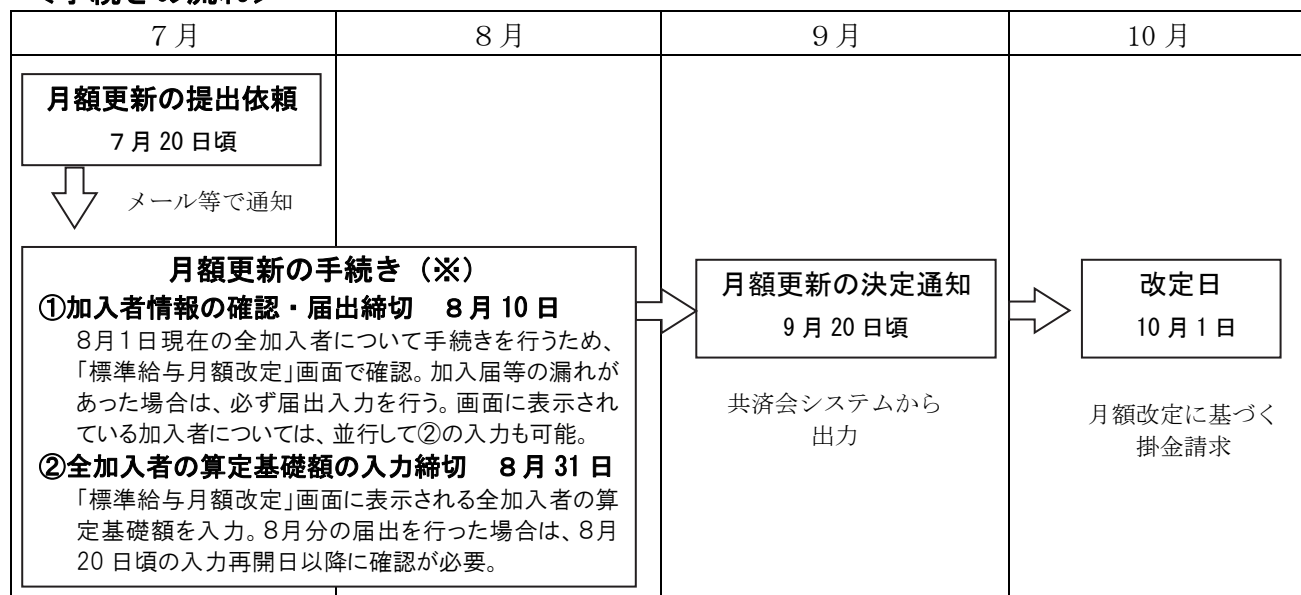 7月
8月
9月
10月
月額更新の提出依頼
7月20日頃
メール等で通知
月額更新の手続き（※）
①加入者情報の確認・届出締切　8月10日
8月1日現在の全加入者について手続きを行うため、
「標準給与月額改定」画面で確認。加入届等の漏れが
あった場合は、必ず届出入力を行う。画面に表示され
ている加入者については、並行して②の入力も可能。
②全加入者の算定基礎額の入力締切　8月31日
「標準給与月額改定」画面に表示される全加入者の算
定基礎額を入力。8月分の届出を行った場合は、8月
20日頃の入力再開日以降に確認が必要。
月額更新の決定通知
9月20日頃
共済会システムから
出力
改定日
10月1日
月額改定に基づく
掛金請求